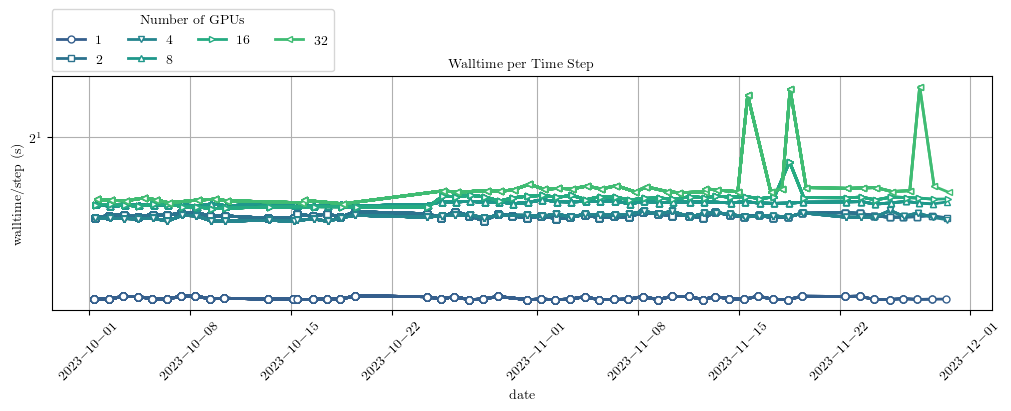 Number of GPUs
1 4 16 32
2 8
Walltime per Time Step
2^1
walltime/step (s)
2023−10−01 2023−10−08 2023−10−15 2023−10−22 2023−11−01 2023−11−08 2023−11−15 2023−11−22 2023−12−01
date